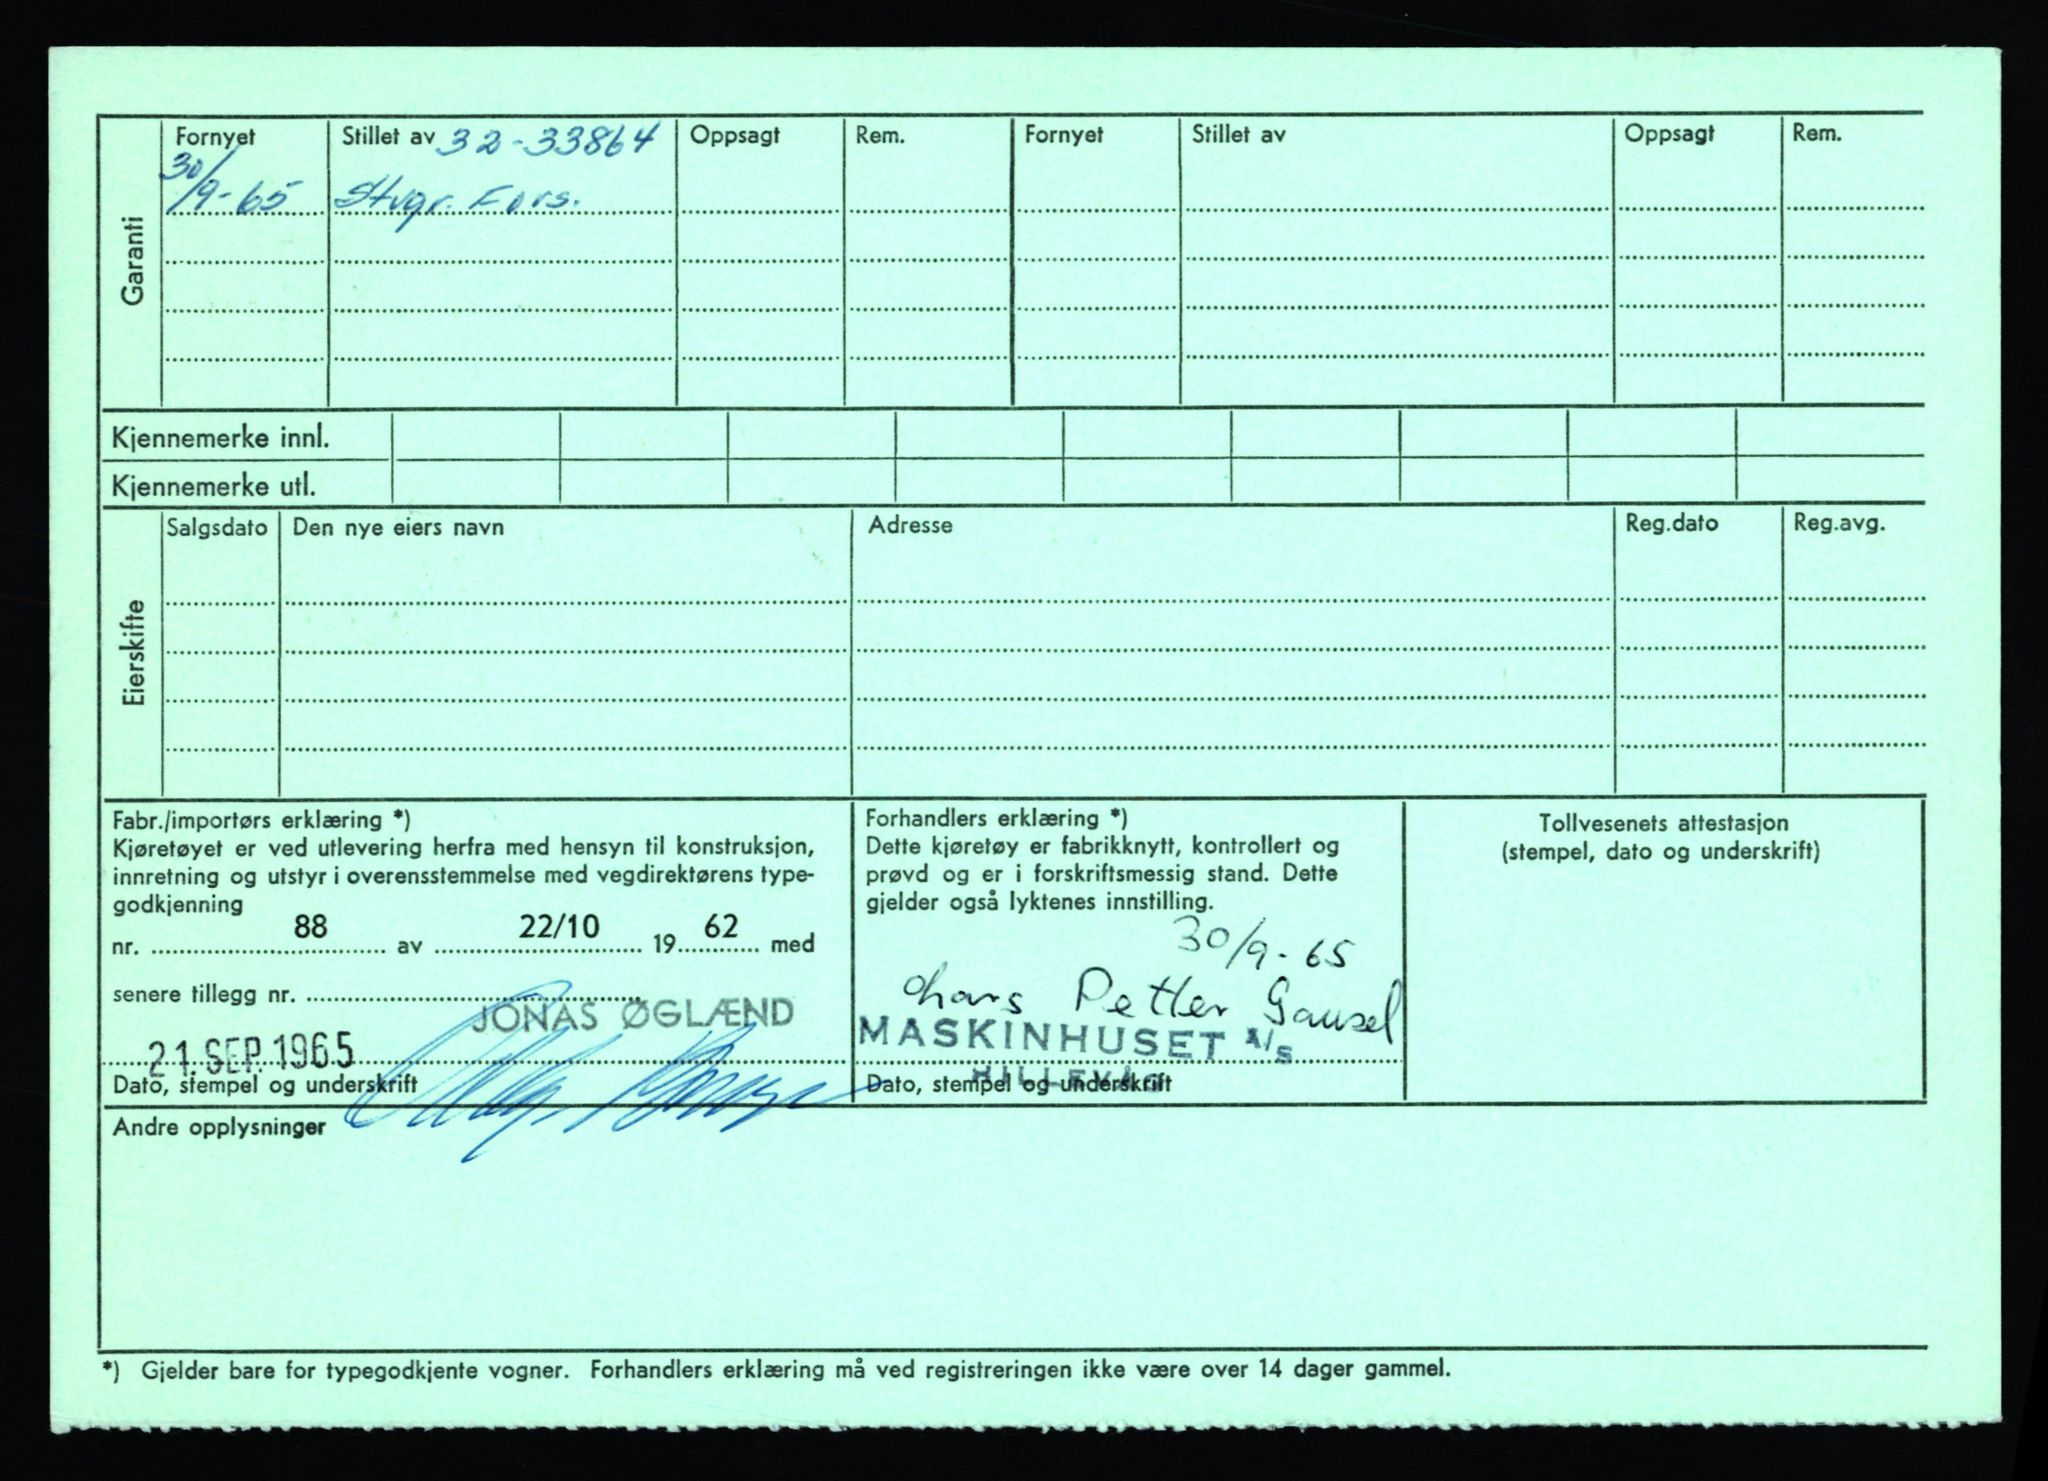 Garanti
Fornyet Stillet av 32-33864 Oppsagt Rem. Fornyet Stillet av Oppsagt Rem.
30/9-65 Stvgr. Fors.
Kjennemerke innl.
Kjennemerke utl.
Eierskifte
Salgsdato Den nye eiers navn Adresse Reg.dato Reg.avg.
Fabr./importørs erklæring *)
Kjøretøyet er ved utlevering herfra med hensyn til konstruksjon,
innretning og utstyr i overensstemmelse med vegdirektørens type-
godkjenning
nr. 88 av 22/10 1962 med
senere tillegg nr.
JONAS ØGLÆND
21. SEP. 1965
Dato, stempel og underskrift
Forhandlers erklæring *)
Dette kjøretøy er fabrikknytt, kontrollert og
prøvd og er i forskriftsmessig stand. Dette
gjelder også lyktenes innstilling.
30/9-65
Lars Petter Gausel
MASKINHUSET A/S
HILLEVÅG
Dato, stempel og underskrift
Tollvesenets attestasjon
(stempel, dato og underskrift)
Andre opplysninger
*) Gjelder bare for typegodkjente vogner. Forhandlers erklæring må ved registreringen ikke være over 14 dager gammel.